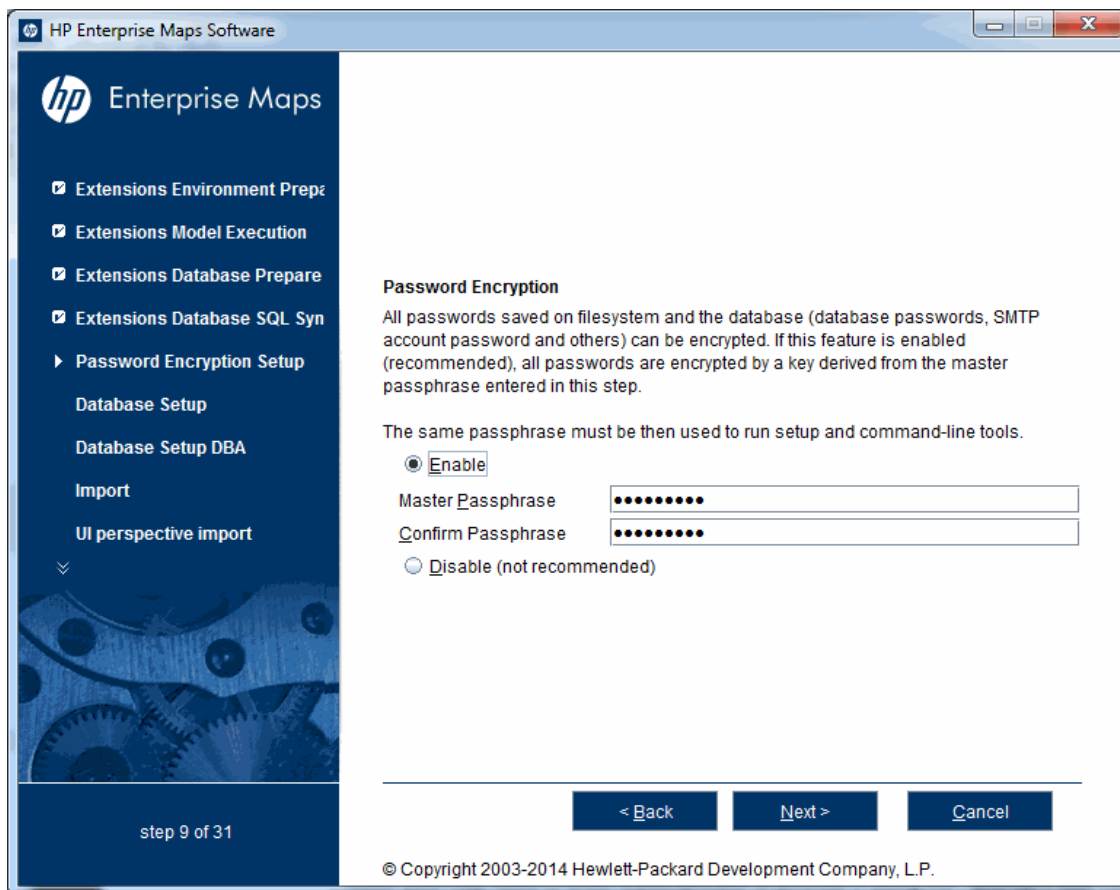 HP Enterprise Maps Software
hp Enterprise Maps
Extensions Environment Prepa
Extensions Model Execution
Extensions Database Prepare
Extensions Database SQL Syn
Password Encryption Setup
Database Setup
Database Setup DBA
Import
UI perspective import
step 9 of 31
Password Encryption
All passwords saved on filesystem and the database (database passwords, SMTP
account password and others) can be encrypted. If this feature is enabled
(recommended), all passwords are encrypted by a key derived from the master
passphrase entered in this step.
The same passphrase must be then used to run setup and command-line tools.
Enable
Master Passphrase •••••••••
Confirm Passphrase •••••••••
Disable (not recommended)
< Back Next > Cancel
© Copyright 2003-2014 Hewlett-Packard Development Company, L.P.